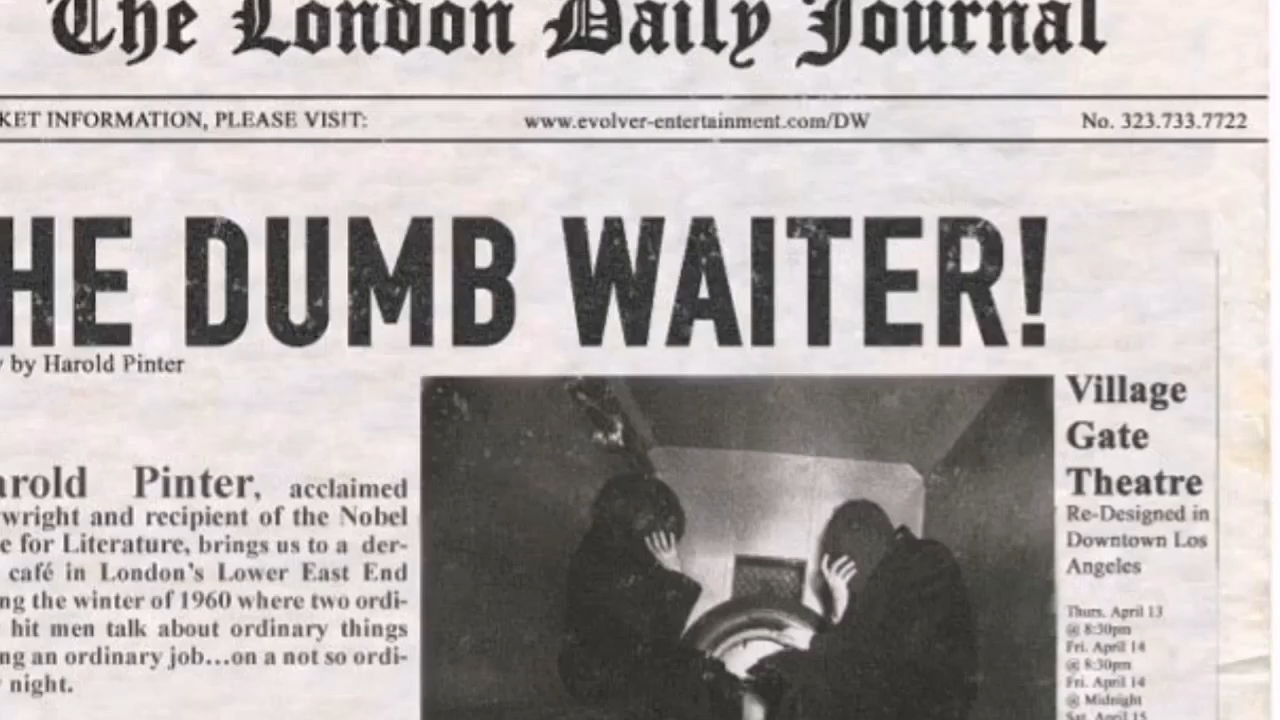 The London Daily Journal
KET INFORMATION, PLEASE VISIT: www.evolver-entertainment.com/DW No. 323.733.7722
HE DUMB WAITER!
y by Harold Pinter
arold Pinter, acclaimed
wright and recipient of the Nobel
e for Literature, brings us to a der-
café in London's Lower East End
ng the winter of 1960 where two ordi-
hit men talk about ordinary things
ng an ordinary job...on a not so ordi-
night.
Village
Gate
Theatre
Re-Designed in
Downtown Los
Angeles
Thurs. April 13
@ 8:30pm
Fri. April 14
@ 8:30pm
Fri. April 14
@ Midnight
Sat. April 15